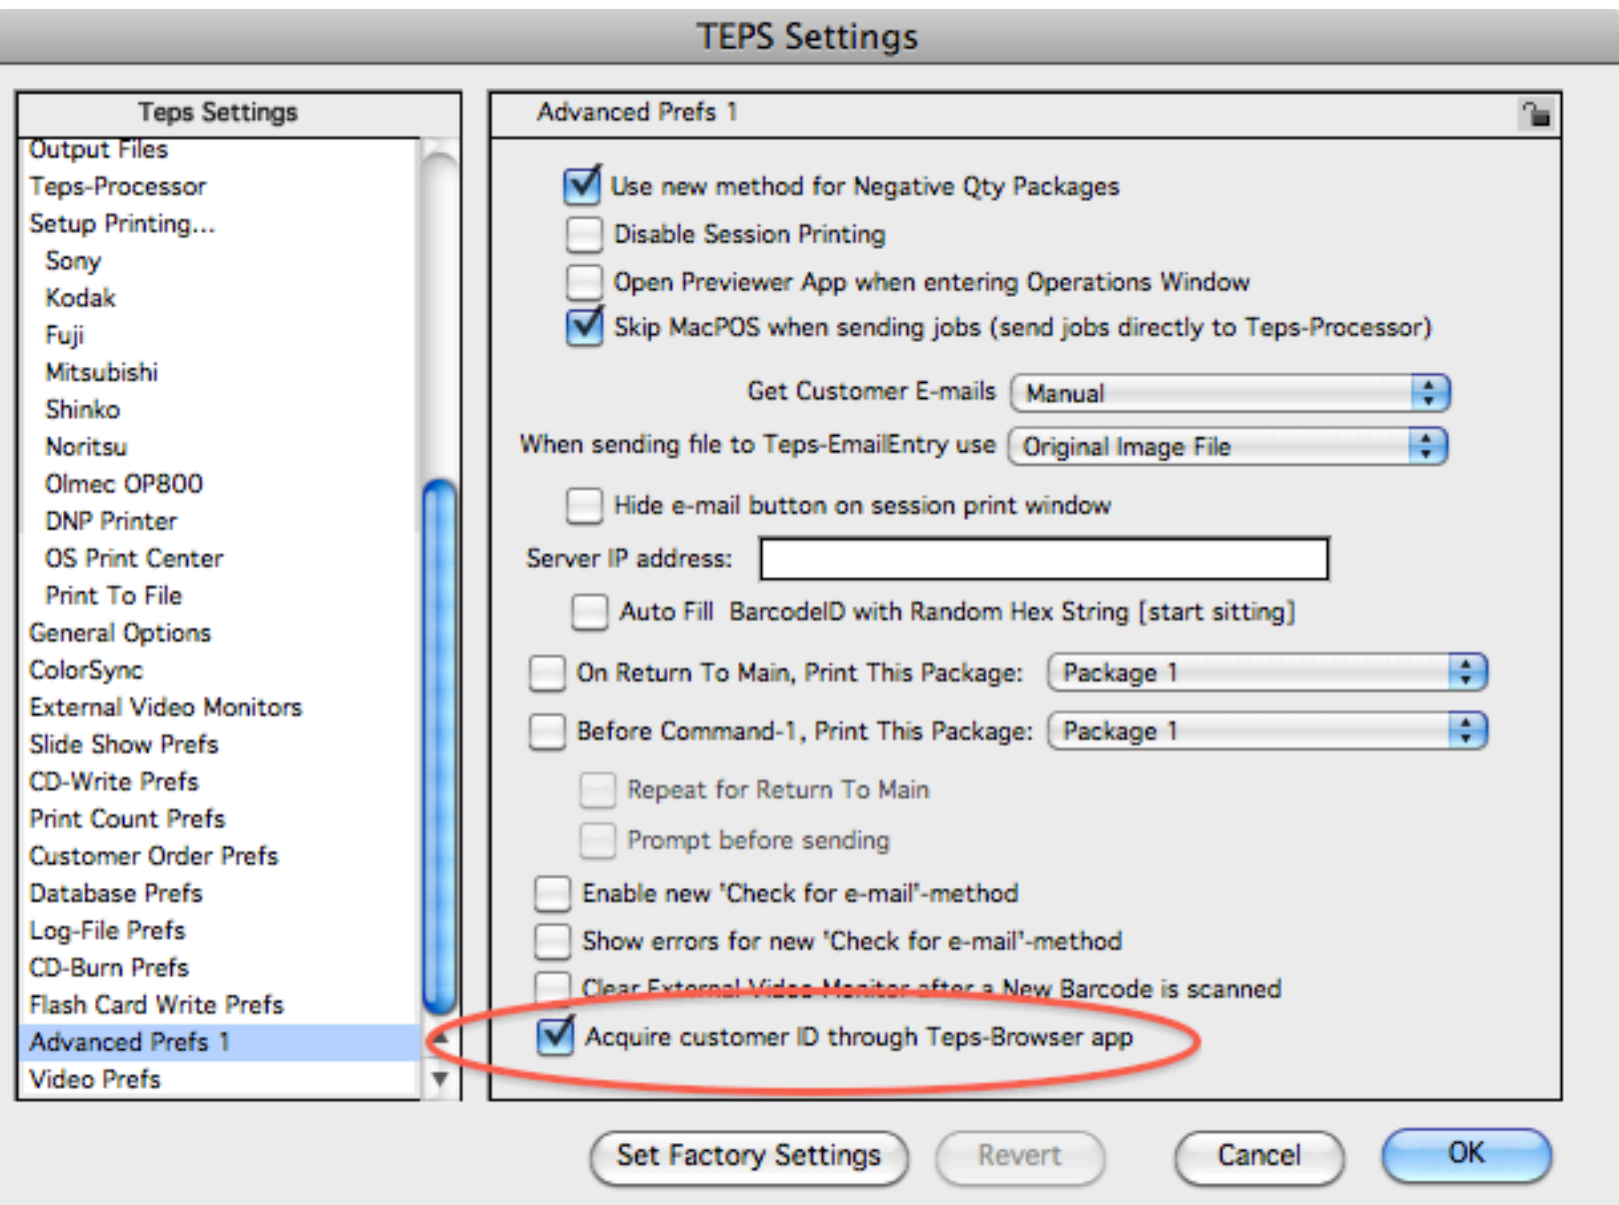 TEPS Settings
Teps Settings
Output Files
Teps-Processor
Setup Printing...
Sony
Kodak
Fuji
Mitsubishi
Shinko
Noritsu
Olmec OP800
DNP Printer
OS Print Center
Print To File
General Options
ColorSync
External Video Monitors
Slide Show Prefs
CD-Write Prefs
Print Count Prefs
Customer Order Prefs
Database Prefs
Log-File Prefs
CD-Burn Prefs
Flash Card Write Prefs
Advanced Prefs 1
Video Prefs
Advanced Prefs 1
Use new method for Negative Qty Packages
Disable Session Printing
Open Previewer App when entering Operations Window
Skip MacPOS when sending jobs (send jobs directly to Teps-Processor)
Get Customer E-mails Manual
When sending file to Teps-EmailEntry use Original Image File
Hide e-mail button on session print window
Server IP address:
Auto Fill BarcodeID with Random Hex String [start sitting]
On Return To Main, Print This Package: Package 1
Before Command-1, Print This Package: Package 1
Repeat for Return To Main
Prompt before sending
Enable new "Check for e-mail"-method
Show errors for new "Check for e-mail"-method
Clear External Video Monitor after a New Barcode is scanned
Acquire customer ID through Teps-Browser app
Set Factory Settings Revert Cancel OK